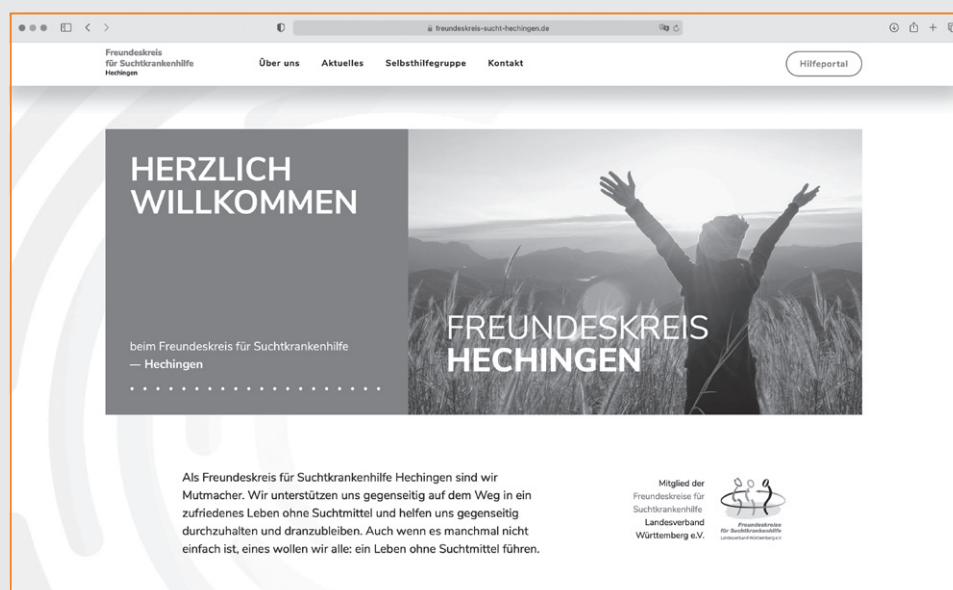 freundeskreis-sucht-hechingen.de
Freundeskreis
für Suchtkrankenhilfe
Hechingen
Über uns
Aktuelles
Selbsthilfegruppe
Kontakt
Hilfeportal
HERZLICH
WILLKOMMEN
beim Freundeskreis für Suchtkrankenhilfe
— Hechingen
FREUNDESKREIS
HECHINGEN
Als Freundeskreis für Suchtkrankenhilfe Hechingen sind wir
Mutmacher. Wir unterstützen uns gegenseitig auf dem Weg in ein
zufriedenes Leben ohne Suchtmittel und helfen uns gegenseitig
durchzuhalten und dranzubleiben. Auch wenn es manchmal nicht
einfach ist, eines wollen wir alle: ein Leben ohne Suchtmittel führen.
Mitglied der
Freundeskreise für
Suchtkrankenhilfe
Landesverband
Württemberg e.V.
Freundeskreise
für Suchtkrankenhilfe
Landesverband Württemberg e.V.